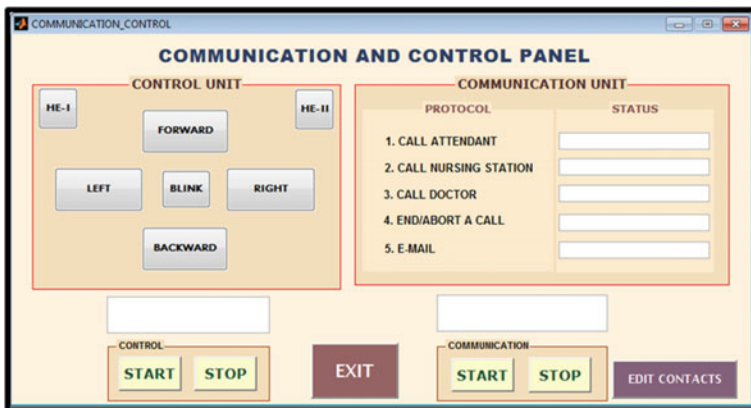 COMMUNICATION_CONTROL
COMMUNICATION AND CONTROL PANEL
CONTROL UNIT
HE-I
HE-II
FORWARD
LEFT
BLINK
RIGHT
BACKWARD
COMMUNICATION UNIT
PROTOCOL STATUS
1. CALL ATTENDANT
2. CALL NURSING STATION
3. CALL DOCTOR
4. END/ABORT A CALL
5. E-MAIL
CONTROL
START STOP
EXIT
COMMUNICATION
START STOP
EDIT CONTACTS